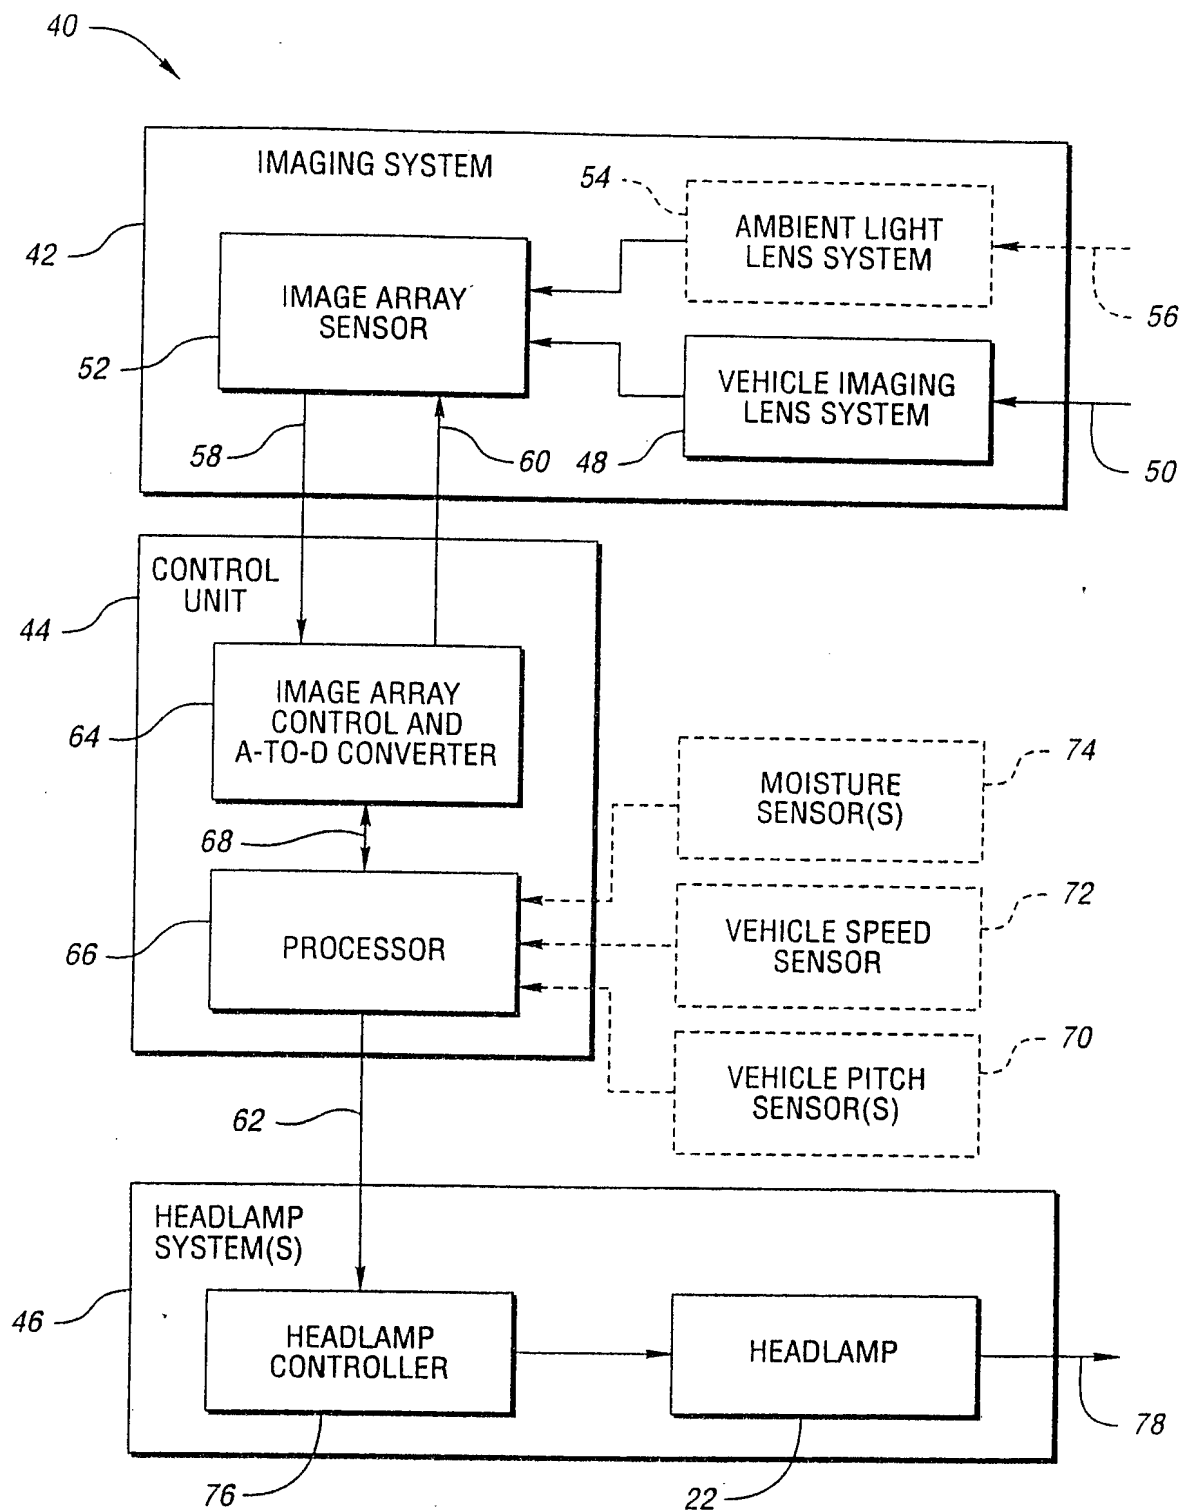 40
IMAGING SYSTEM
54
AMBIENT LIGHT
LENS SYSTEM
42
56
IMAGE ARRAY
SENSOR
52
VEHICLE IMAGING
LENS SYSTEM
58
60
48
50
CONTROL
UNIT
44
IMAGE ARRAY
CONTROL AND
A-TO-D CONVERTER
64
74
MOISTURE
SENSOR(S)
68
72
VEHICLE SPEED
SENSOR
66
PROCESSOR
70
VEHICLE PITCH
SENSOR(S)
62
HEADLAMP
SYSTEM(S)
46
HEADLAMP
CONTROLLER
HEADLAMP
78
76
22